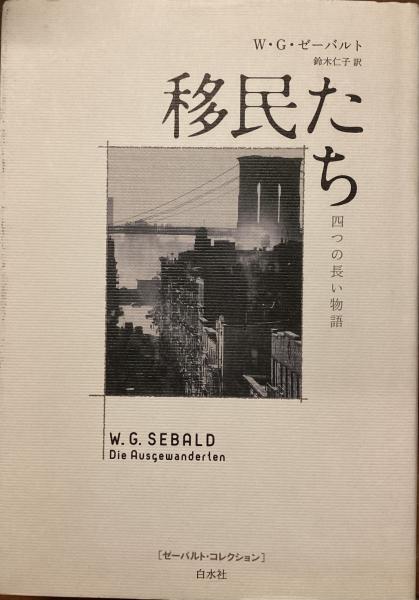 W・G・ゼーバルト
鈴木仁子 訳
移民たち
四つの長い物語
W. G. SEBALD
Die Ausgewanderten
［ゼーバルト・コレクション］
白水社